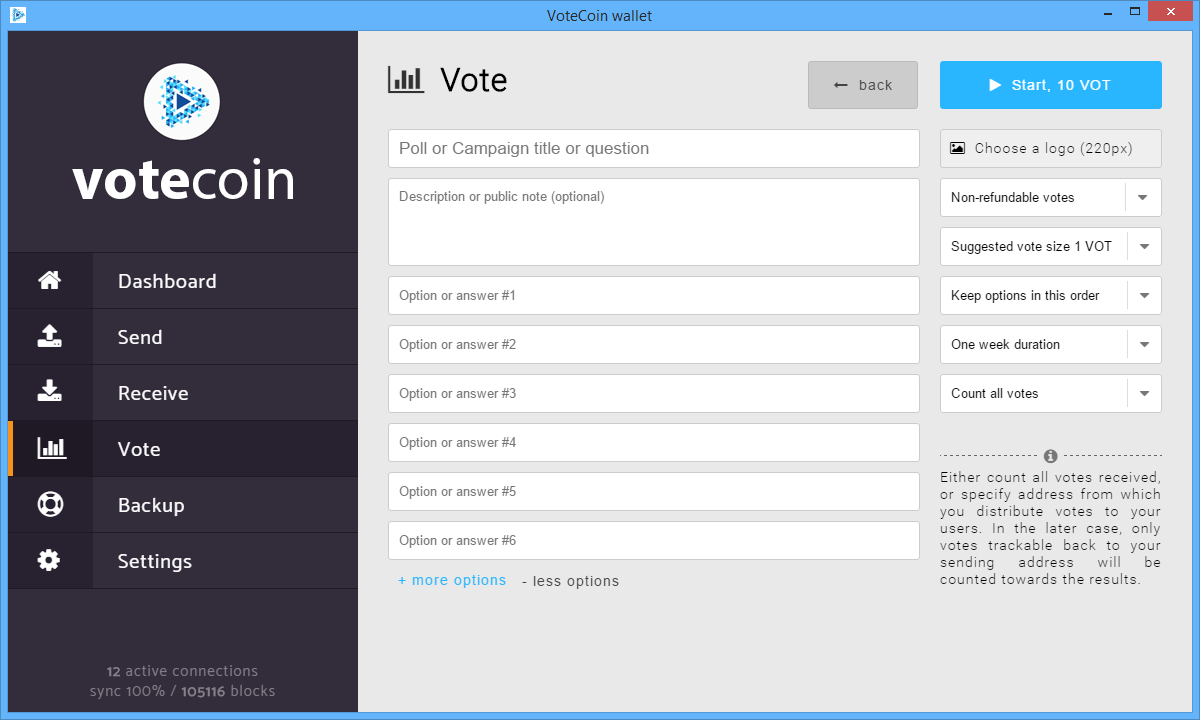 VoteCoin wallet
votecoin
Dashboard
Send
Receive
Vote
Backup
Settings
12 active connections
sync 100% / 105116 blocks
Vote
back
Start, 10 VOT
Poll or Campaign title or question
Description or public note (optional)
Option or answer #1
Option or answer #2
Option or answer #3
Option or answer #4
Option or answer #5
Option or answer #6
+ more options - less options
Choose a logo (220px)
Non-refundable votes
Suggested vote size 1 VOT
Keep options in this order
One week duration
Count all votes
Either count all votes received,
or specify address from which
you distribute votes to your
users. In the later case, only
votes trackable back to your
sending address will be
counted towards the results.